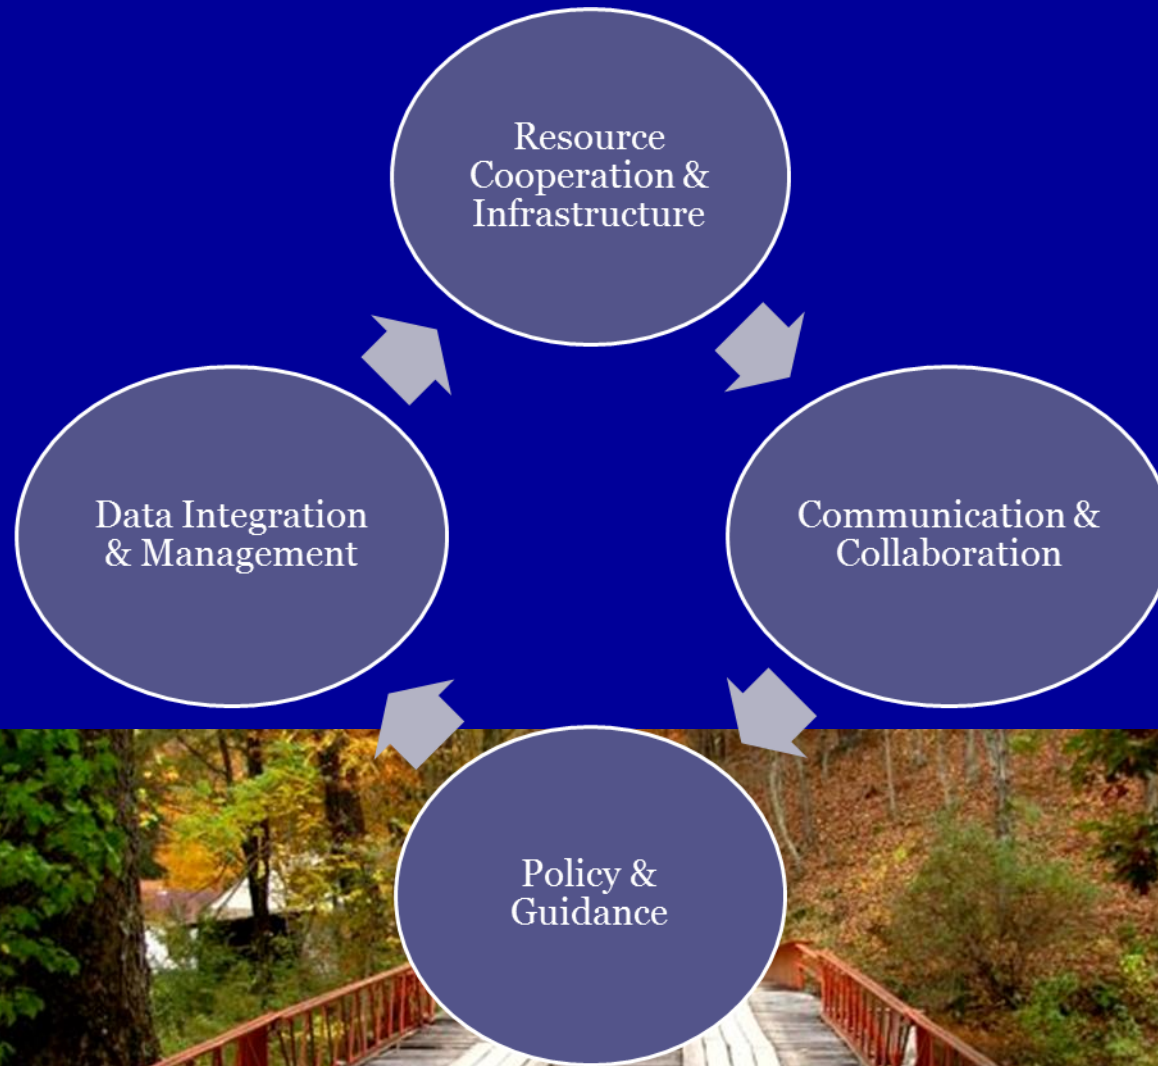 Resource
Cooperation &
Infrastructure
Data Integration
& Management
Communication &
Collaboration
Policy &
Guidance